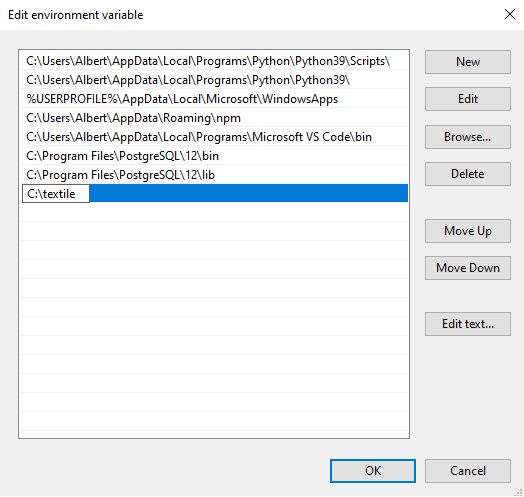 Edit environment variable
C:\Users\Albert\AppData\Local\Programs\Python\Python39\Scripts\
C:\Users\Albert\AppData\Local\Programs\Python\Python39\
%USERPROFILE%\AppData\Local\Microsoft\WindowsApps
C:\Users\Albert\AppData\Roaming\npm
C:\Users\Albert\AppData\Local\Programs\Microsoft VS Code\bin
C:\Program Files\PostgreSQL\12\bin
C:\Program Files\PostgreSQL\12\lib
C:\textile
New
Edit
Browse...
Delete
Move Up
Move Down
Edit text...
OK
Cancel